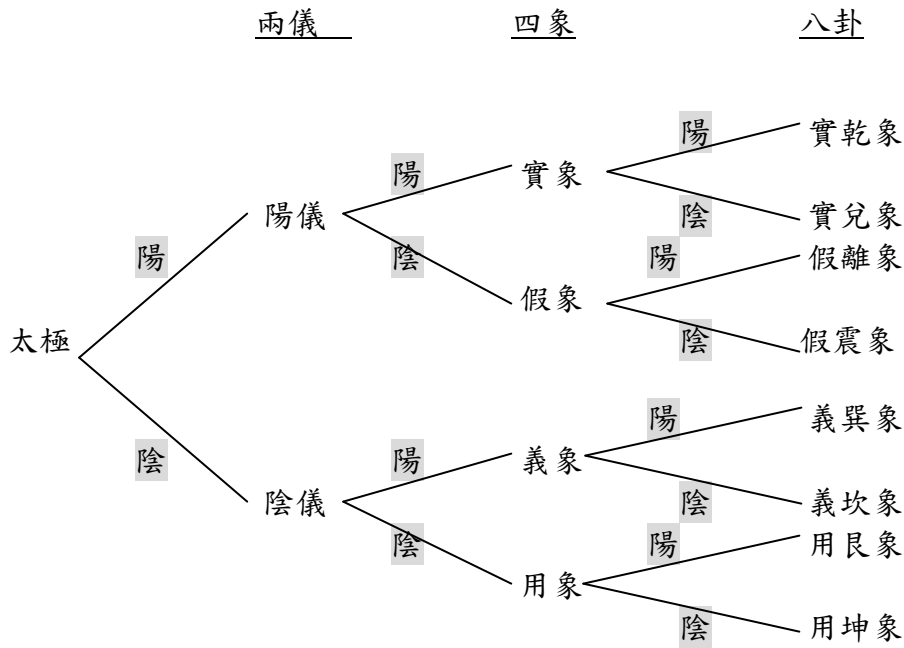 兩儀 四象 八卦
陽 實乾象
陽 實象
陽儀 陰 實兌象
陽 陰 陽 假離象
假象
太極 陰 假震象
陽 義巽象
陰 陽 義象
陰儀 陰 義坎象
陰 陽 用艮象
用象
陰 用坤象